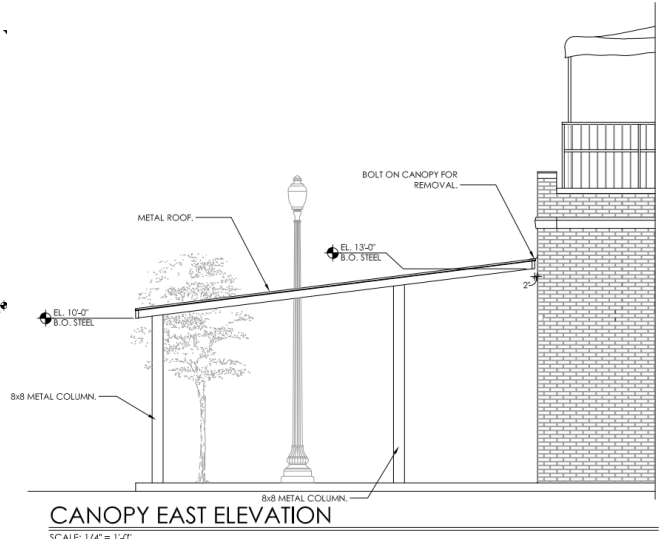 BOLT ON CANOPY FOR
REMOVAL.
METAL ROOF.
EL. 13'-0"
B.O. STEEL
2"
EL. 10'-0"
B.O. STEEL
8x8 METAL COLUMN.
8x8 METAL COLUMN.
CANOPY EAST ELEVATION
SCALE: 1/4" = 1'-0"